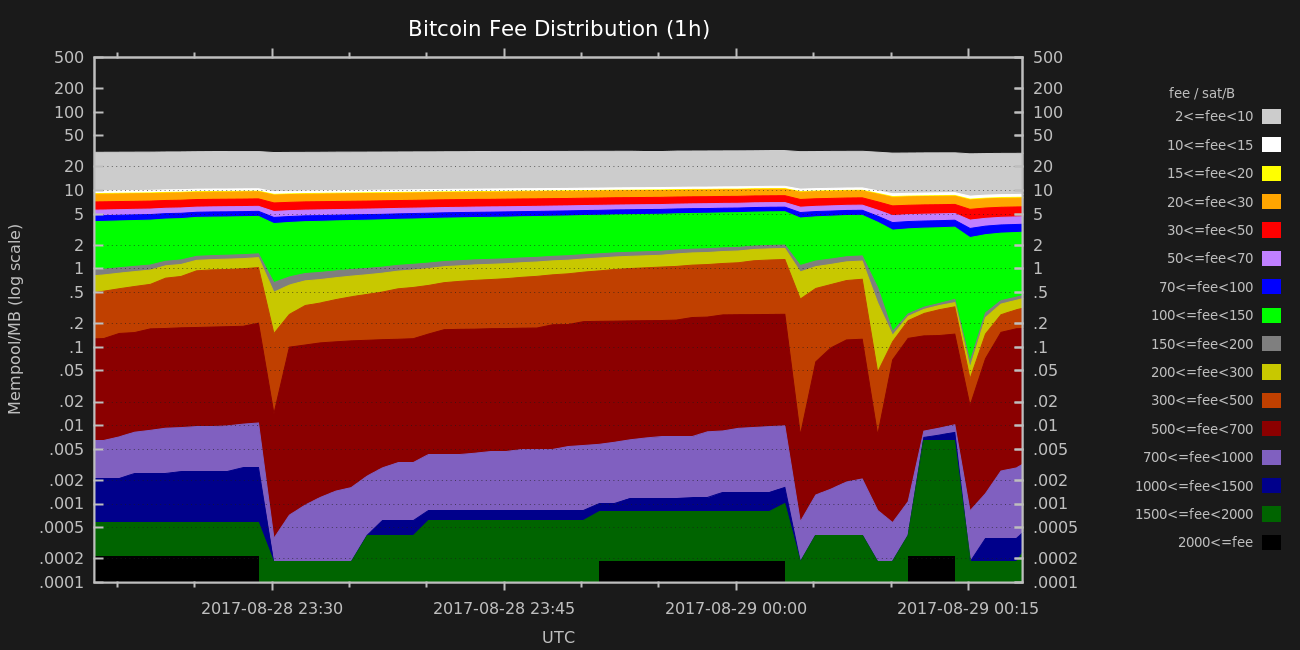 Bitcoin Fee Distribution (1h)
500
200
100
50
20
10
5
2
1
.5
.2
.1
.05
.02
.01
.005
.002
.001
.0005
.0002
.0001
Mempool/MB (log scale)
500
200
100
50
20
10
5
2
1
.5
.2
.1
.05
.02
.01
.005
.002
.001
.0005
.0002
.0001
fee / sat/B
2<=fee<10
10<=fee<15
15<=fee<20
20<=fee<30
30<=fee<50
50<=fee<70
70<=fee<100
100<=fee<150
150<=fee<200
200<=fee<300
300<=fee<500
500<=fee<700
700<=fee<1000
1000<=fee<1500
1500<=fee<2000
2000<=fee
2017-08-28 23:30 2017-08-28 23:45 2017-08-29 00:00 2017-08-29 00:15
UTC